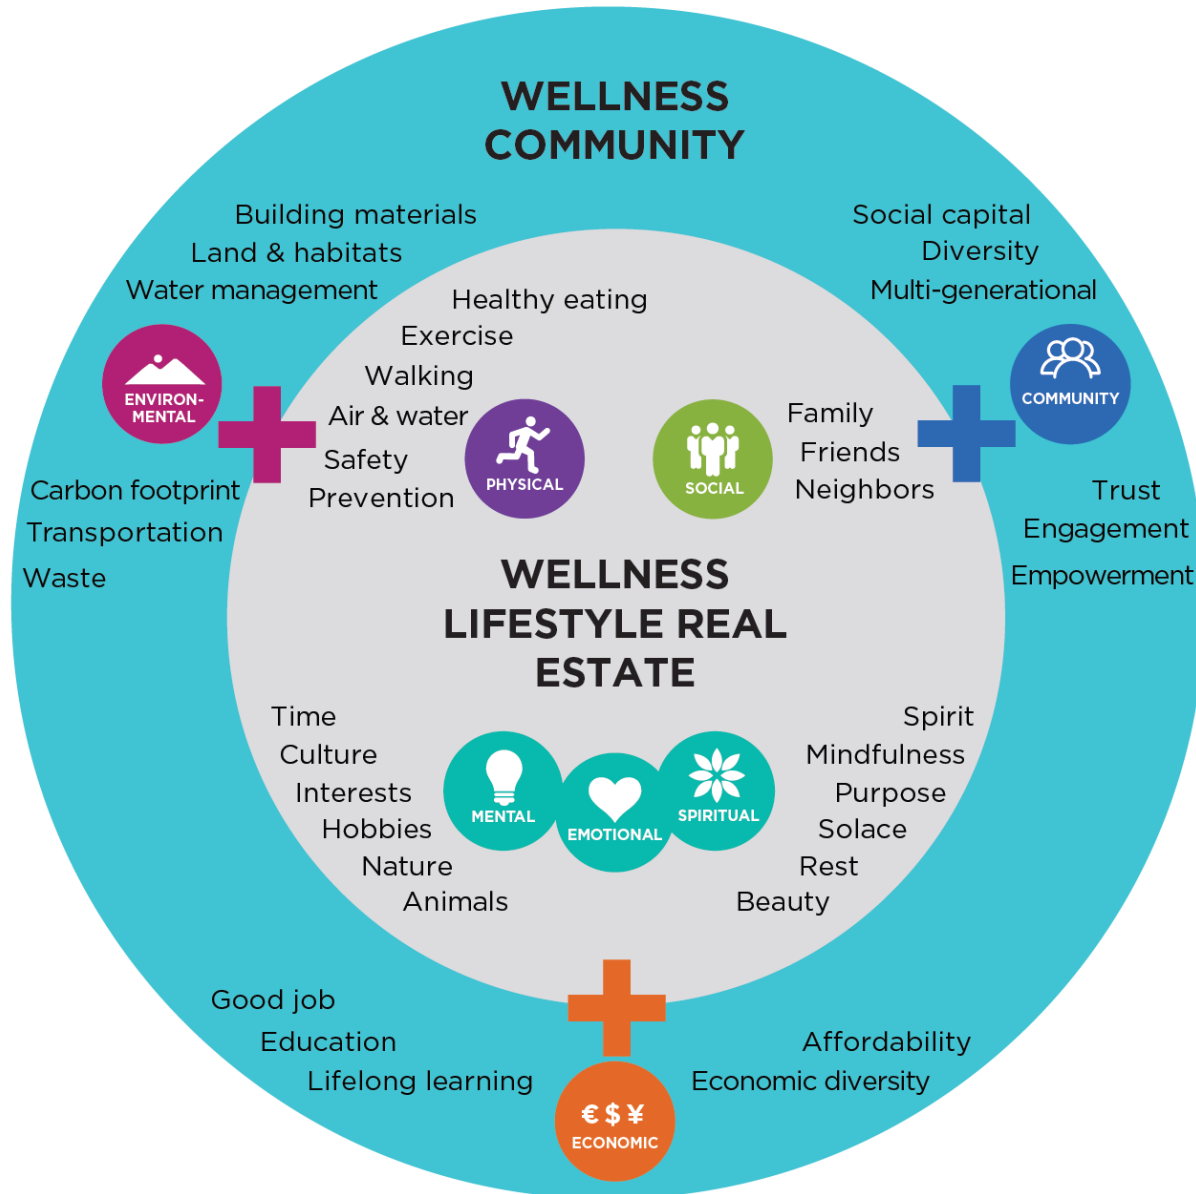 WELLNESS
COMMUNITY
Building materials
Land & habitats
Water management
ENVIRON-
MENTAL
Carbon footprint
Transportation
Waste
Social capital
Diversity
Multi-generational
COMMUNITY
Trust
Engagement
Empowerment
Healthy eating
Exercise
Walking
Air & water
Safety
Prevention
PHYSICAL
SOCIAL
Family
Friends
Neighbors
WELLNESS
LIFESTYLE REAL
ESTATE
Time
Culture
Interests
Hobbies
Nature
Animals
MENTAL
EMOTIONAL
SPIRITUAL
Spirit
Mindfulness
Purpose
Solace
Rest
Beauty
Good job
Education
Lifelong learning
€ $ ¥
ECONOMIC
Affordability
Economic diversity